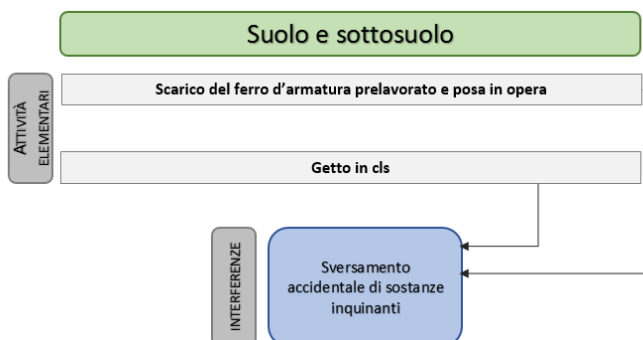 Suolo e sottosuolo
ATTIVITÀ
ELEMENTARI
Scarico del ferro d'armatura prelavorato e posa in opera
Getto in cls
INTERFERENZE
Sversamento
accidentale di sostanze
inquinanti